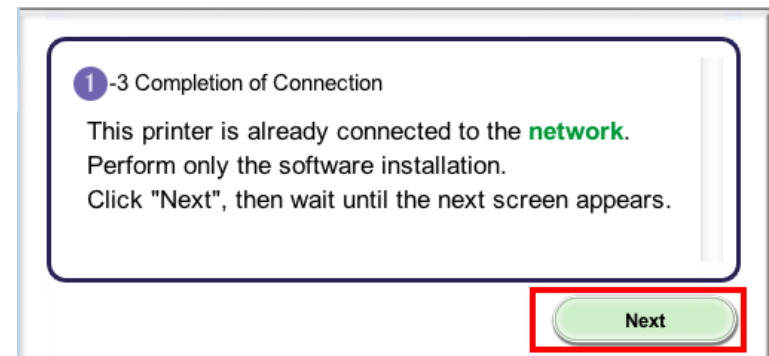 1-3 Completion of Connection
This printer is already connected to the network.
Perform only the software installation.
Click "Next", then wait until the next screen appears.
Next